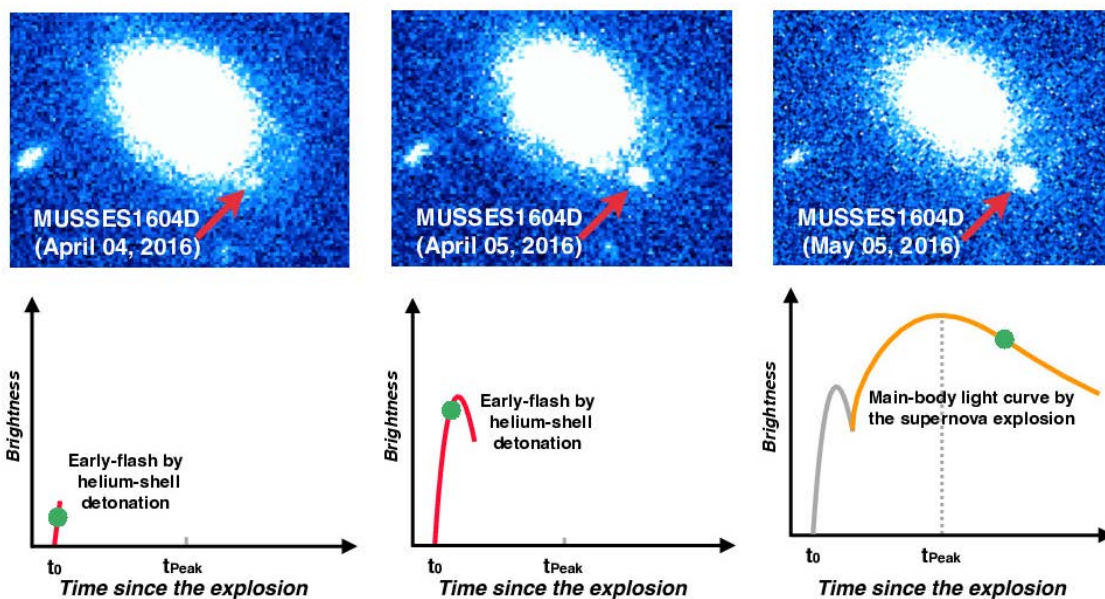 MUSSES1604D
(April 04, 2016)
MUSSES1604D
(April 05, 2016)
MUSSES1604D
(May 05, 2016)
Brightness
Early-flash by
helium-shell
detonation
t0
tPeak
Time since the explosion
Brightness
Early-flash by
helium-shell
detonation
t0
tPeak
Time since the explosion
Brightness
Main-body light curve by
the supernova explosion
t0
tPeak
Time since the explosion